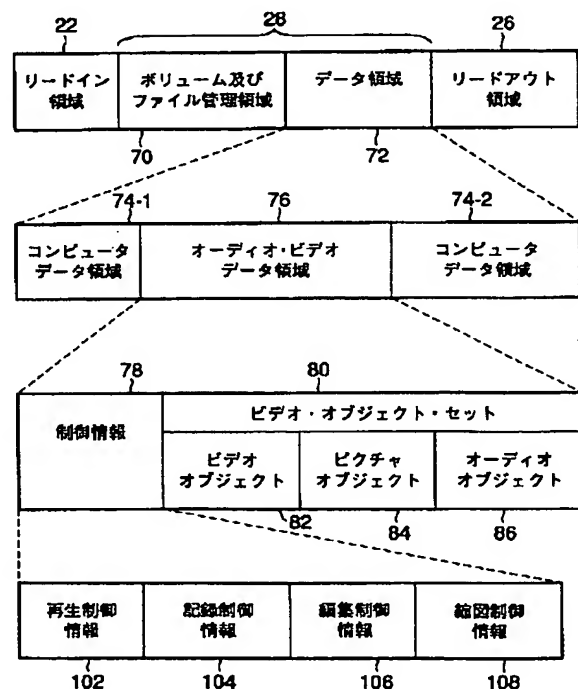 22
28
26
リードイン
領域
ボリューム及び
ファイル管理領域
データ領域
リードアウト
領域
70
72
74-1
76
74-2
コンピュータ
データ領域
オーディオ・ビデオ
データ領域
コンピュータ
データ領域
78
80
制御情報
ビデオ・オブジェクト・セット
ビデオ
オブジェクト
ピクチャ
オブジェクト
オーディオ
オブジェクト
82
84
86
再生制御
情報
記録制御
情報
編集制御
情報
縮図制御
情報
102
104
106
108